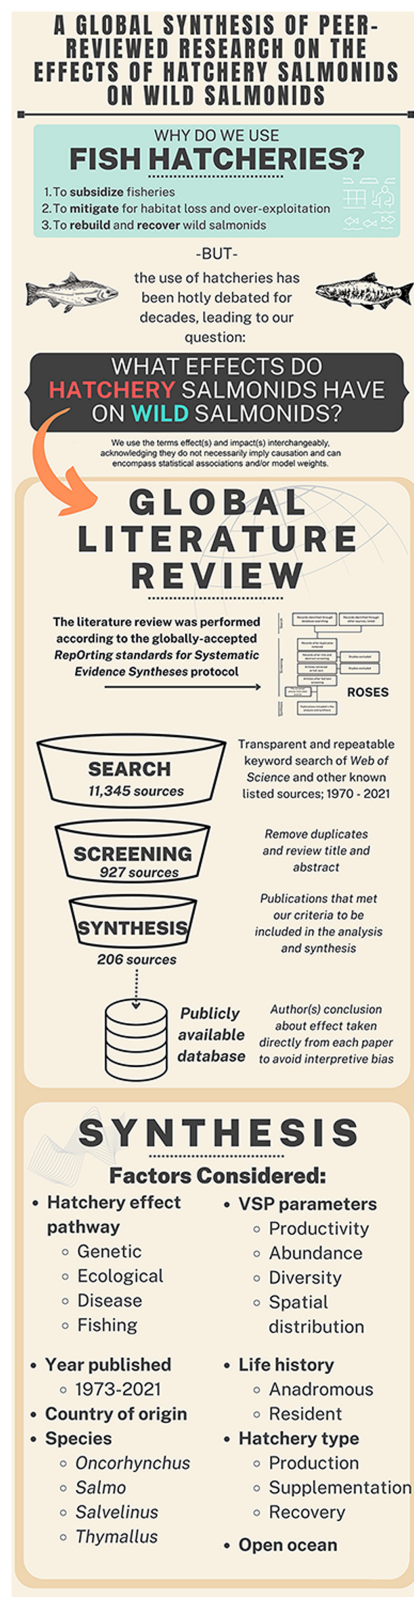 A GLOBAL SYNTHESIS OF PEER-
REVIEWED RESEARCH ON THE
EFFECTS OF HATCHERY SALMONIDS
ON WILD SALMONIDS
WHY DO WE USE
FISH HATCHERIES?
1. To subsidize fisheries
2. To mitigate for habitat loss and over-exploitation
3. To rebuild and recover wild salmonids
-BUT-
the use of hatcheries has
been hotly debated for
decades, leading to our
question:
WHAT EFFECTS DO
HATCHERY SALMONIDS HAVE
ON WILD SALMONIDS?
We use the terms effect(s) and impact(s) interchangeably,
acknowledging they do not necessarily imply causation and can
encompass statistical associations and/or model weights.
GLOBAL
LITERATURE
REVIEW
The literature review was performed
according to the globally-accepted
RepOrting standards for Systematic
Evidence Syntheses protocol
ROSES
SEARCH
11,345 sources
Transparent and repeatable
keyword search of Web of
Science and other known
listed sources; 1970 - 2021
SCREENING
927 sources
Remove duplicates
and review title and
abstract
SYNTHESIS
206 sources
Publications that met
our criteria to be
included in the analysis
and synthesis
Publicly
available
database
Author(s) conclusion
about effect taken
directly from each paper
to avoid interpretive bias
SYNTHESIS
Factors Considered:
• Hatchery effect
pathway
◦ Genetic
◦ Ecological
◦ Disease
◦ Fishing
• Year published
◦ 1973-2021
• Country of origin
• Species
◦ Oncorhynchus
◦ Salmo
◦ Salvelinus
◦ Thymallus
• VSP parameters
◦ Productivity
◦ Abundance
◦ Diversity
◦ Spatial
distribution
• Life history
◦ Anadromous
◦ Resident
• Hatchery type
◦ Production
◦ Supplementation
◦ Recovery
• Open ocean